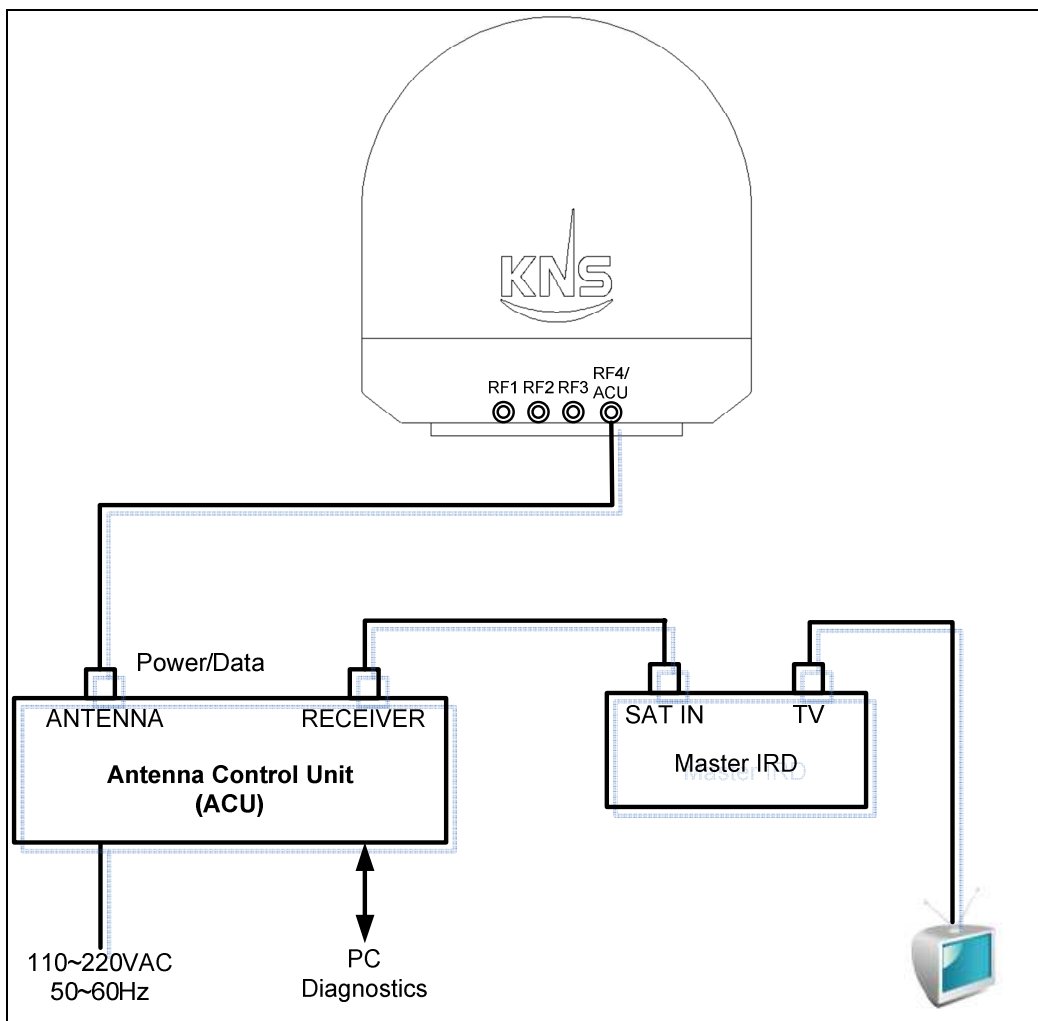 KNS
RF1 RF2 RF3 RF4/
ACU
Power/Data
ANTENNA RECEIVER
Antenna Control Unit
(ACU)
SAT IN TV
Master IRD
110~220VAC
50~60Hz
PC
Diagnostics